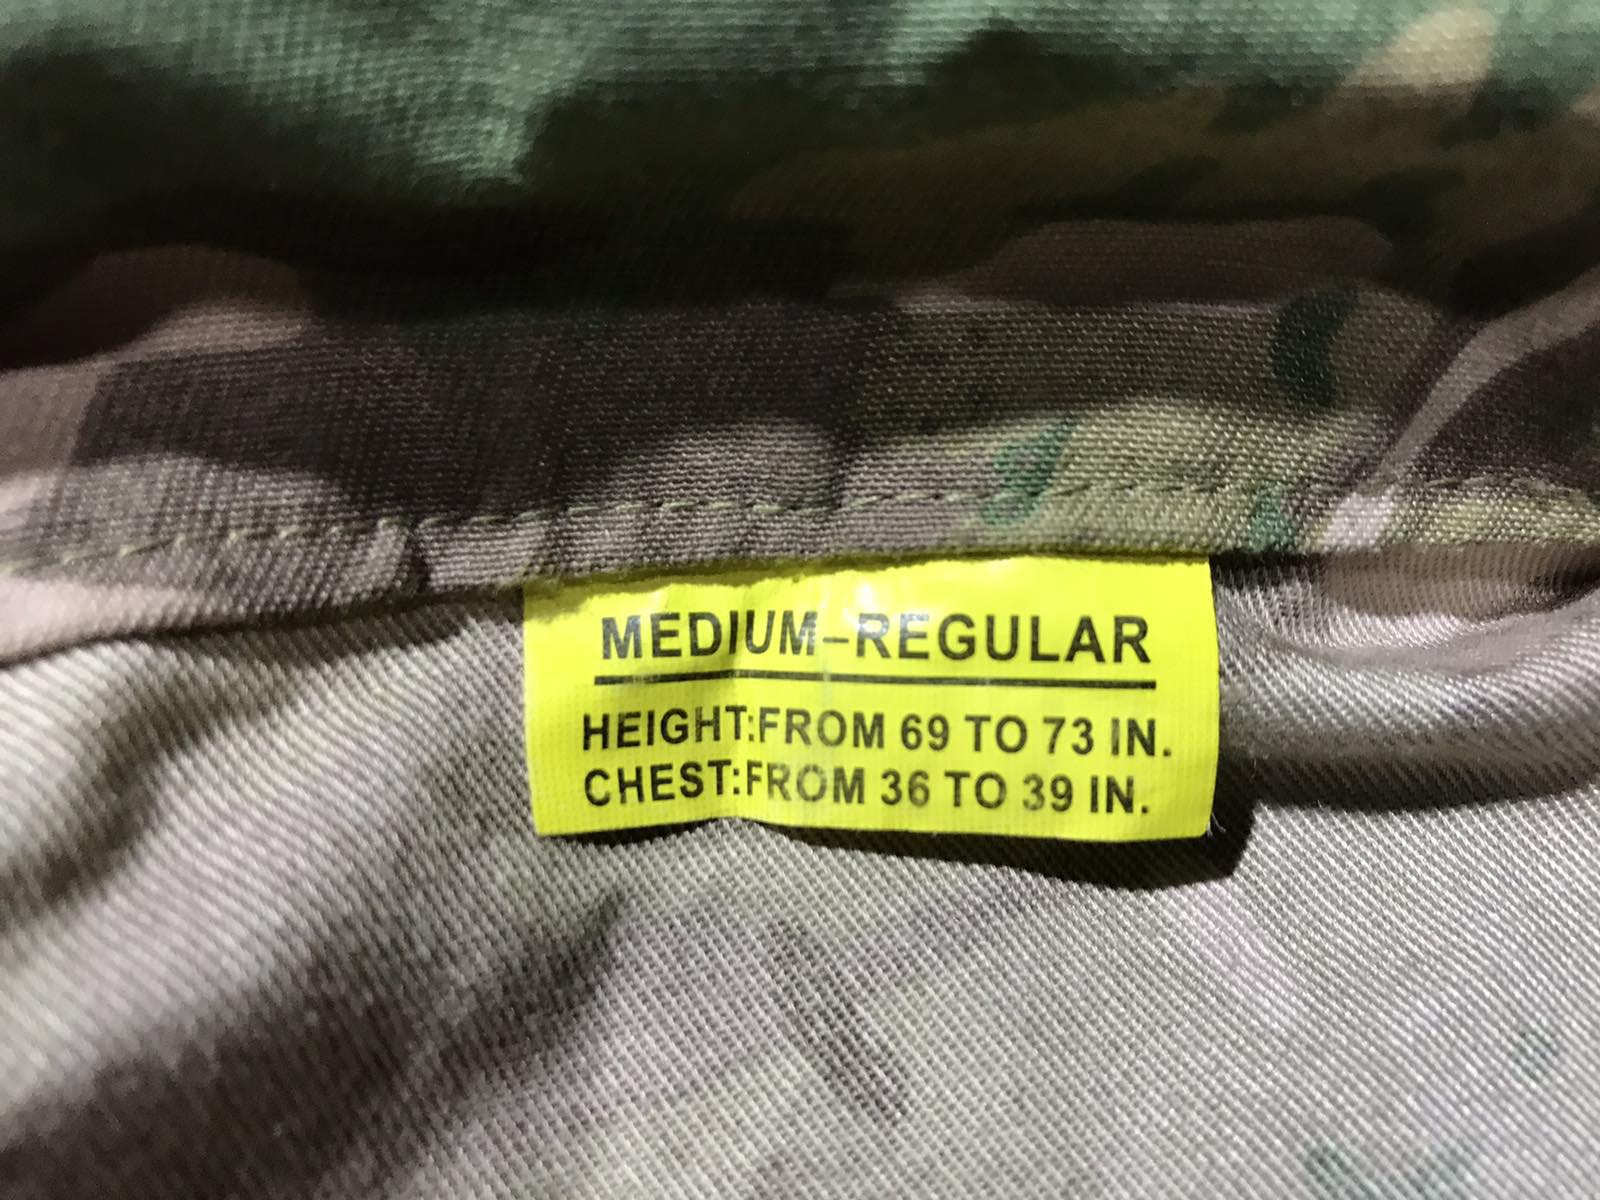 MEDIUM-REGULAR
HEIGHT:FROM 69 TO 73 IN.
CHEST:FROM 36 TO 39 IN.